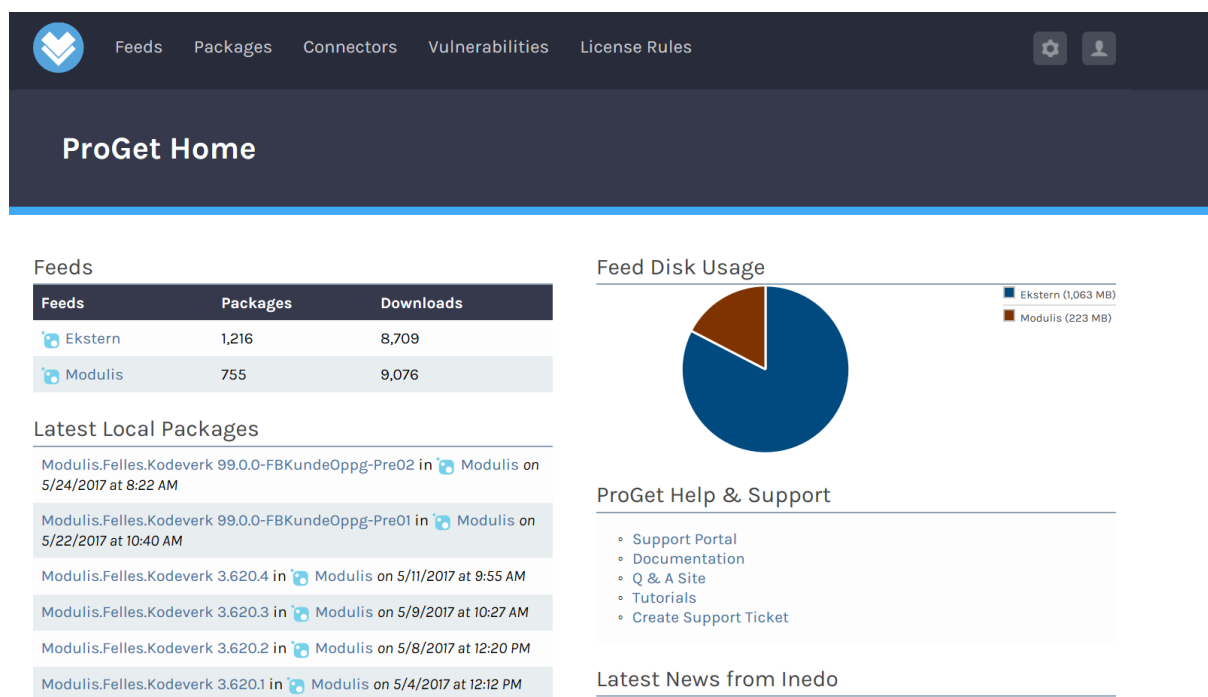 Feeds Packages Connectors Vulnerabilities License Rules
ProGet Home
Feeds
Feeds Packages Downloads
Ekstern 1,216 8,709
Modulis 755 9,076
Latest Local Packages
Modulis.Felles.Kodeverk 99.0.0-FBKundeOppg-Pre02 in Modulis on
5/24/2017 at 8:22 AM
Modulis.Felles.Kodeverk 99.0.0-FBKundeOppg-Pre01 in Modulis on
5/22/2017 at 10:40 AM
Modulis.Felles.Kodeverk 3.620.4 in Modulis on 5/11/2017 at 9:55 AM
Modulis.Felles.Kodeverk 3.620.3 in Modulis on 5/9/2017 at 10:27 AM
Modulis.Felles.Kodeverk 3.620.2 in Modulis on 5/8/2017 at 12:20 PM
Modulis.Felles.Kodeverk 3.620.1 in Modulis on 5/4/2017 at 12:12 PM
Feed Disk Usage
Ekstern (1,063 MB)
Modulis (223 MB)
ProGet Help & Support
Support Portal
Documentation
Q & A Site
Tutorials
Create Support Ticket
Latest News from Inedo